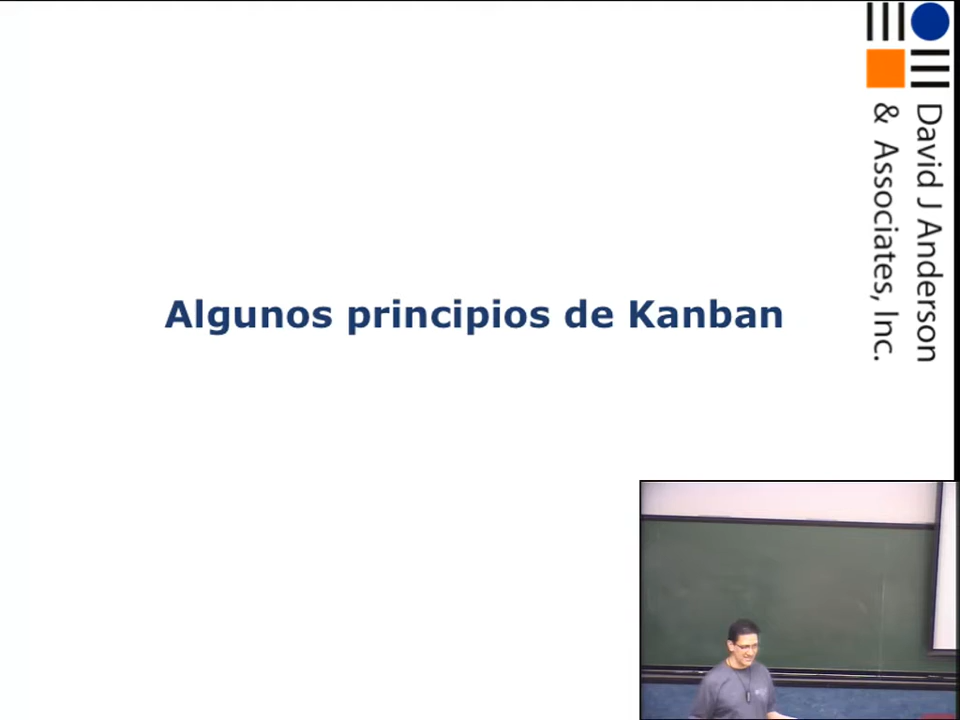 Algunos principios de Kanban
David J Anderson
& Associates, Inc.